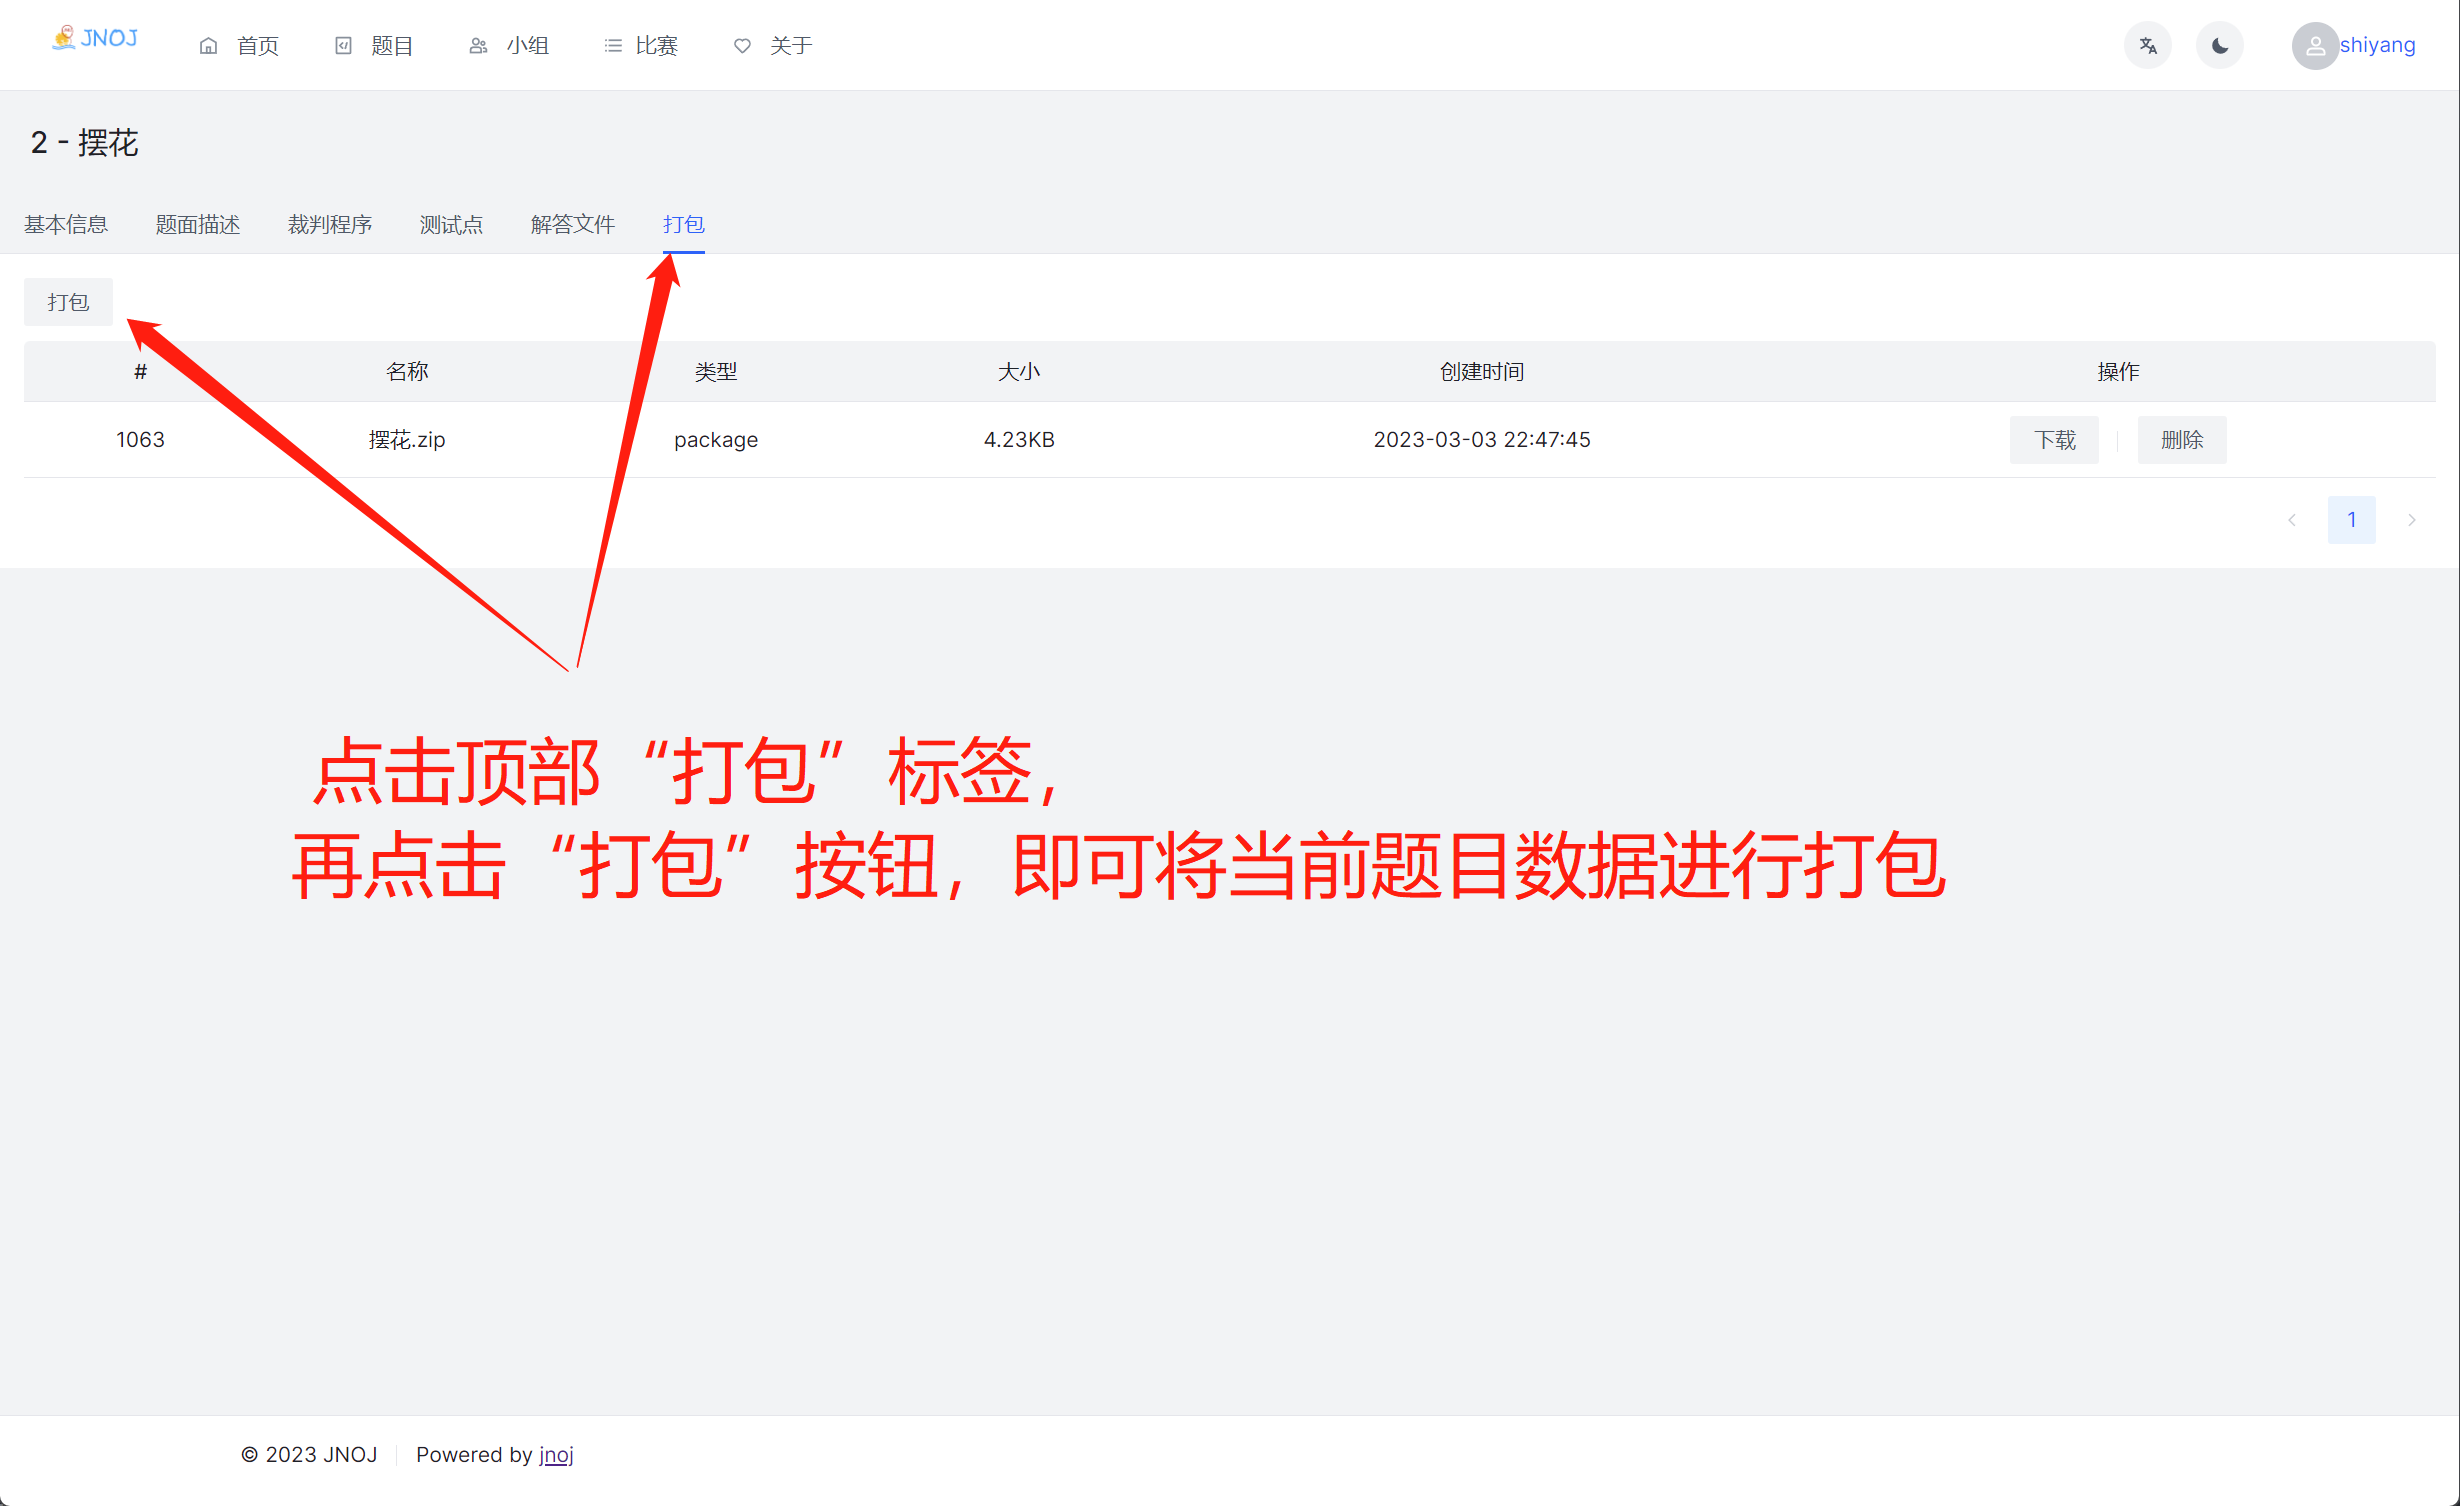 JNOJ 首页 题目 小组 比赛 关于 shiyang
2 - 摆花
基本信息 题面描述 裁判程序 测试点 解答文件 打包
打包
# 名称 类型 大小 创建时间 操作
1063 摆花.zip package 4.23KB 2023-03-03 22:47:45 下载 删除
1
点击顶部“打包”标签，
再点击“打包”按钮，即可将当前题目数据进行打包
© 2023 JNOJ Powered by jnoj